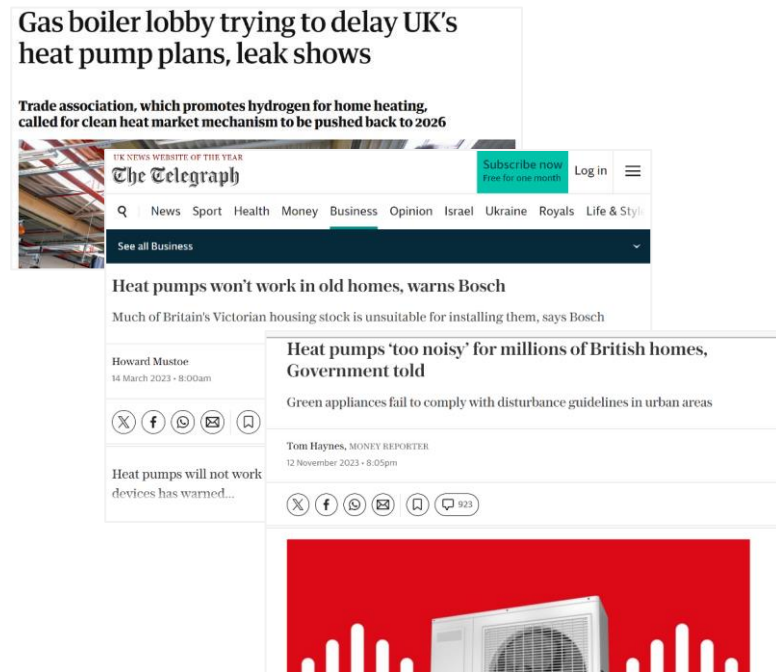 Gas boiler lobby trying to delay UK’s
heat pump plans, leak shows
Trade association, which promotes hydrogen for home heating,
called for clean heat market mechanism to be pushed back to 2026
UK NEWS WEBSITE OF THE YEAR
The Telegraph
Subscribe now
Free for one month
Log in
News Sport Health Money Business Opinion Israel Ukraine Royals Life & Styl
See all Business
Heat pumps won’t work in old homes, warns Bosch
Much of Britain's Victorian housing stock is unsuitable for installing them, says Bosch
Howard Mustoe
14 March 2023 • 8:00am
Heat pumps will not work
devices has warned...
Heat pumps ‘too noisy’ for millions of British homes,
Government told
Green appliances fail to comply with disturbance guidelines in urban areas
Tom Haynes, MONEY REPORTER
12 November 2023 • 8:05pm
923